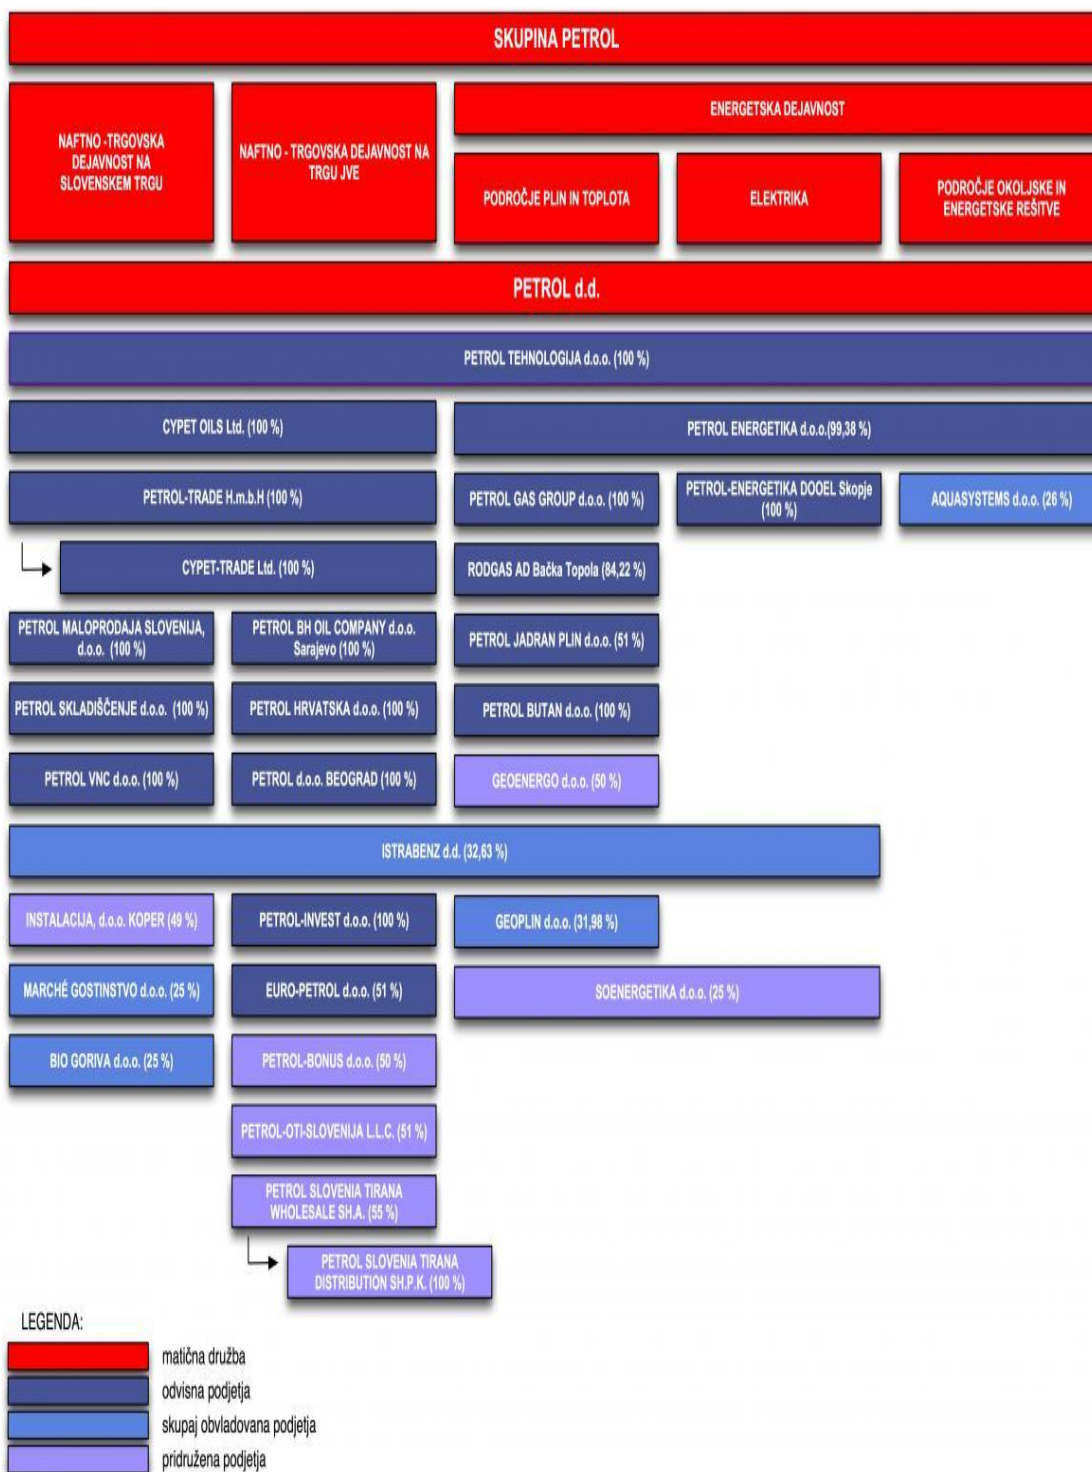 SKUPINA PETROL
NAFTNO -TRGOVSKA
DEJAVNOST NA
SLOVENSKEM TRGU
NAFTNO - TRGOVSKA DEJAVNOST NA
TRGU JVE
ENERGETSKA DEJAVNOST
PODROČJE PLIN IN TOPLOTA
ELEKTRIKA
PODROČJE OKOLJSKE IN
ENERGETSKE REŠITVE
PETROL d.d.
PETROL TEHNOLOGIJA d.o.o. (100 %)
CYPET OILS Ltd. (100 %)
PETROL ENERGETIKA d.o.o.(99,38 %)
PETROL-TRADE H.m.b.H (100 %)
PETROL GAS GROUP d.o.o. (100 %)
PETROL-ENERGETIKA DOOEL Skopje
(100 %)
AQUASYSTEMS d.o.o. (26 %)
CYPET-TRADE Ltd. (100 %)
RODGAS AD Bačka Topola (84,22 %)
PETROL MALOPRODAJA SLOVENIJA,
d.o.o. (100 %)
PETROL BH OIL COMPANY d.o.o.
Sarajevo (100 %)
PETROL JADRAN PLIN d.o.o. (51 %)
PETROL SKLADIŠČENJE d.o.o. (100 %)
PETROL HRVATSKA d.o.o. (100 %)
PETROL BUTAN d.o.o. (100 %)
PETROL VNC d.o.o. (100 %)
PETROL d.o.o. BEOGRAD (100 %)
GEOENERGO d.o.o. (50 %)
ISTRABENZ d.d. (32,63 %)
INSTALACIJA, d.o.o. KOPER (49 %)
PETROL-INVEST d.o.o. (100 %)
GEOPLIN d.o.o. (31,98 %)
MARCHÉ GOSTINSTVO d.o.o. (25 %)
EURO-PETROL d.o.o. (51 %)
SOENERGETIKA d.o.o. (25 %)
BIO GORIVA d.o.o. (25 %)
PETROL-BONUS d.o.o. (50 %)
PETROL-OTI-SLOVENIJA L.L.C. (51 %)
PETROL SLOVENIA TIRANA
WHOLESALE SH.A. (55 %)
PETROL SLOVENIA TIRANA
DISTRIBUTION SH.P.K. (100 %)
LEGENDA:
matična družba
odvisna podjetja
skupaj obvladovana podjetja
pridružena podjetja